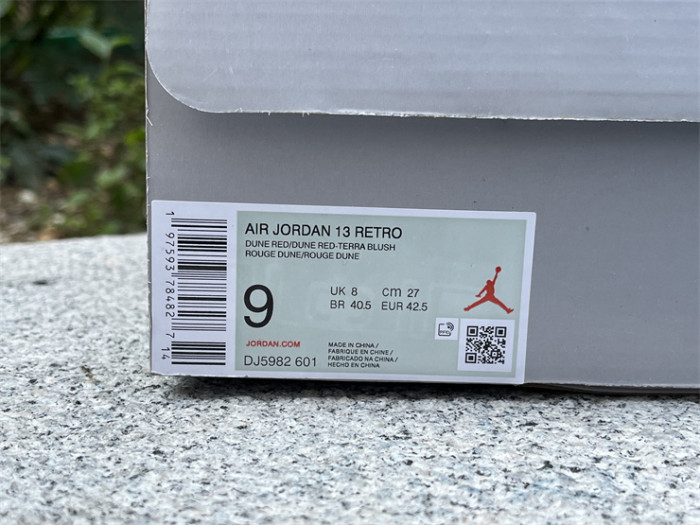 AIR JORDAN 13 RETRO
DUNE RED/DUNE RED-TERRA BLUSH
ROUGE DUNE/ROUGE DUNE
9
UK 8 cm 27
BR 40.5 EUR 42.5
JORDAN.COM
DJ5982 601
MADE IN CHINA /
FABRIQUE EN CHINE /
FABRICADO NA CHINA /
HECHO EN CHINA
1 97593 78482 7 14